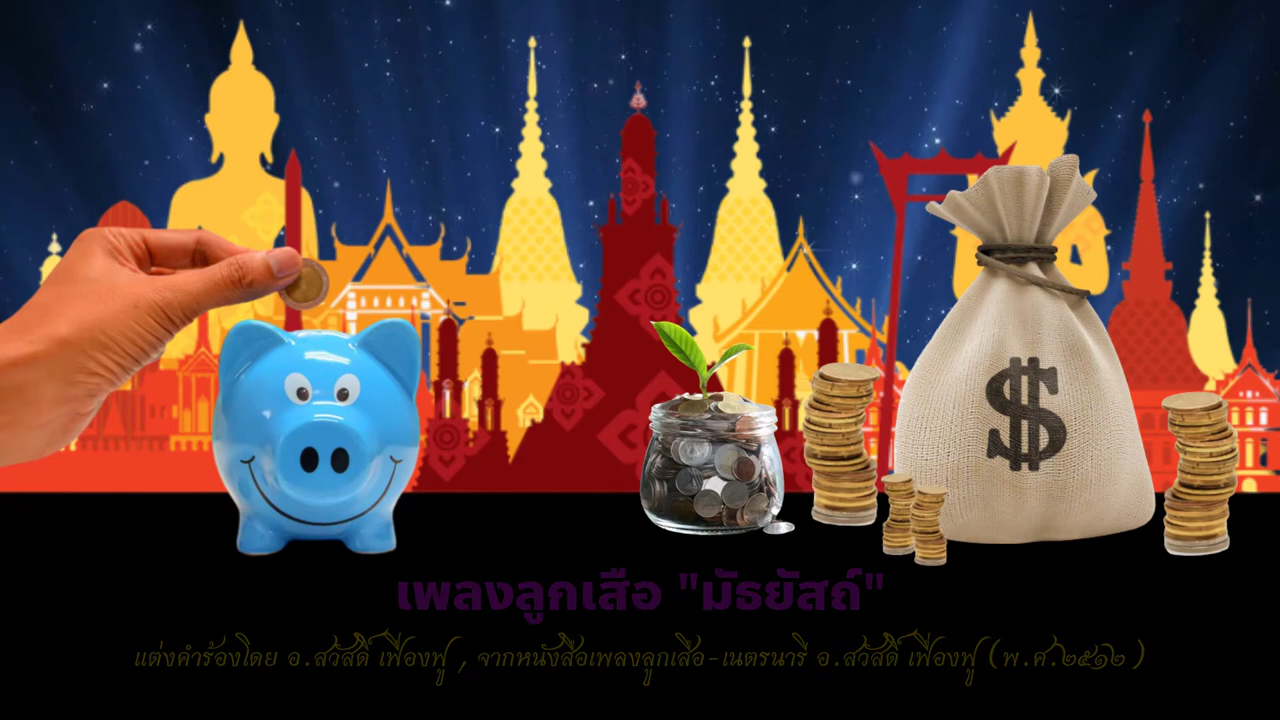 $
เพลงลูกเสือ "มัธยัสถ์"
แต่งคำร้องโดย อ.สวัสดิ์ เฟื่องฟู , จากหนังสือเพลงลูกเสือ-เนตรนารี อ.สวัสดิ์ เฟื่องฟู (พ.ศ.๒๕๑๒)